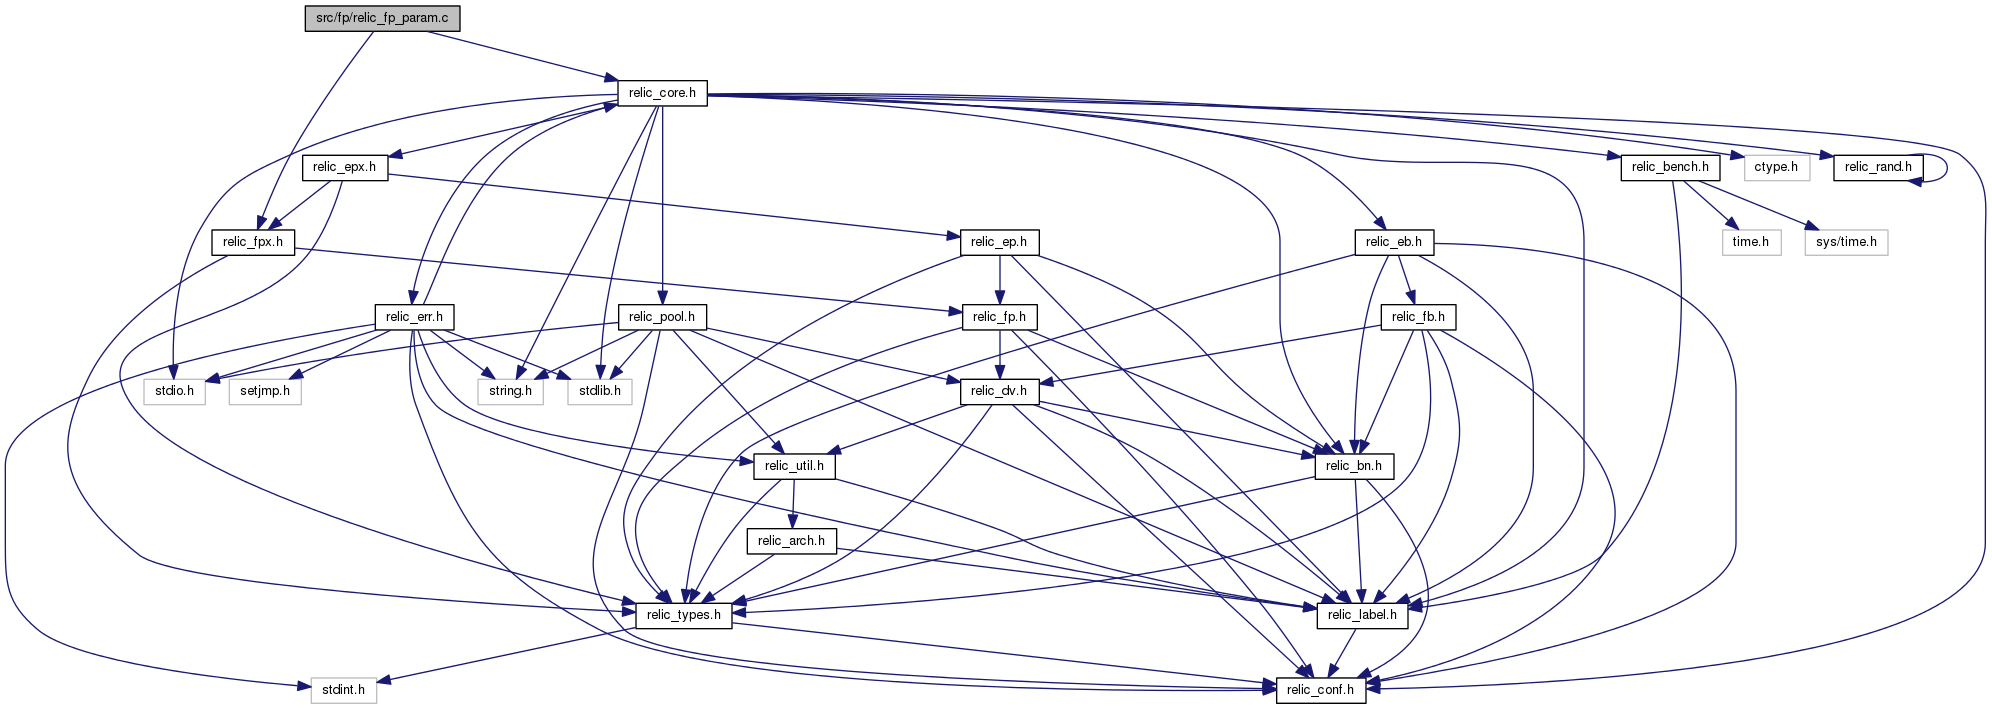 src/fp/relic_fp_param.c
relic_core.h
relic_epx.h
relic_bench.h
ctype.h
relic_rand.h
relic_fpx.h
relic_ep.h
relic_eb.h
time.h
sys/time.h
relic_err.h
relic_pool.h
relic_fp.h
relic_fb.h
stdio.h
setjmp.h
string.h
stdlib.h
relic_dv.h
relic_util.h
relic_bn.h
relic_arch.h
relic_types.h
relic_label.h
stdint.h
relic_conf.h